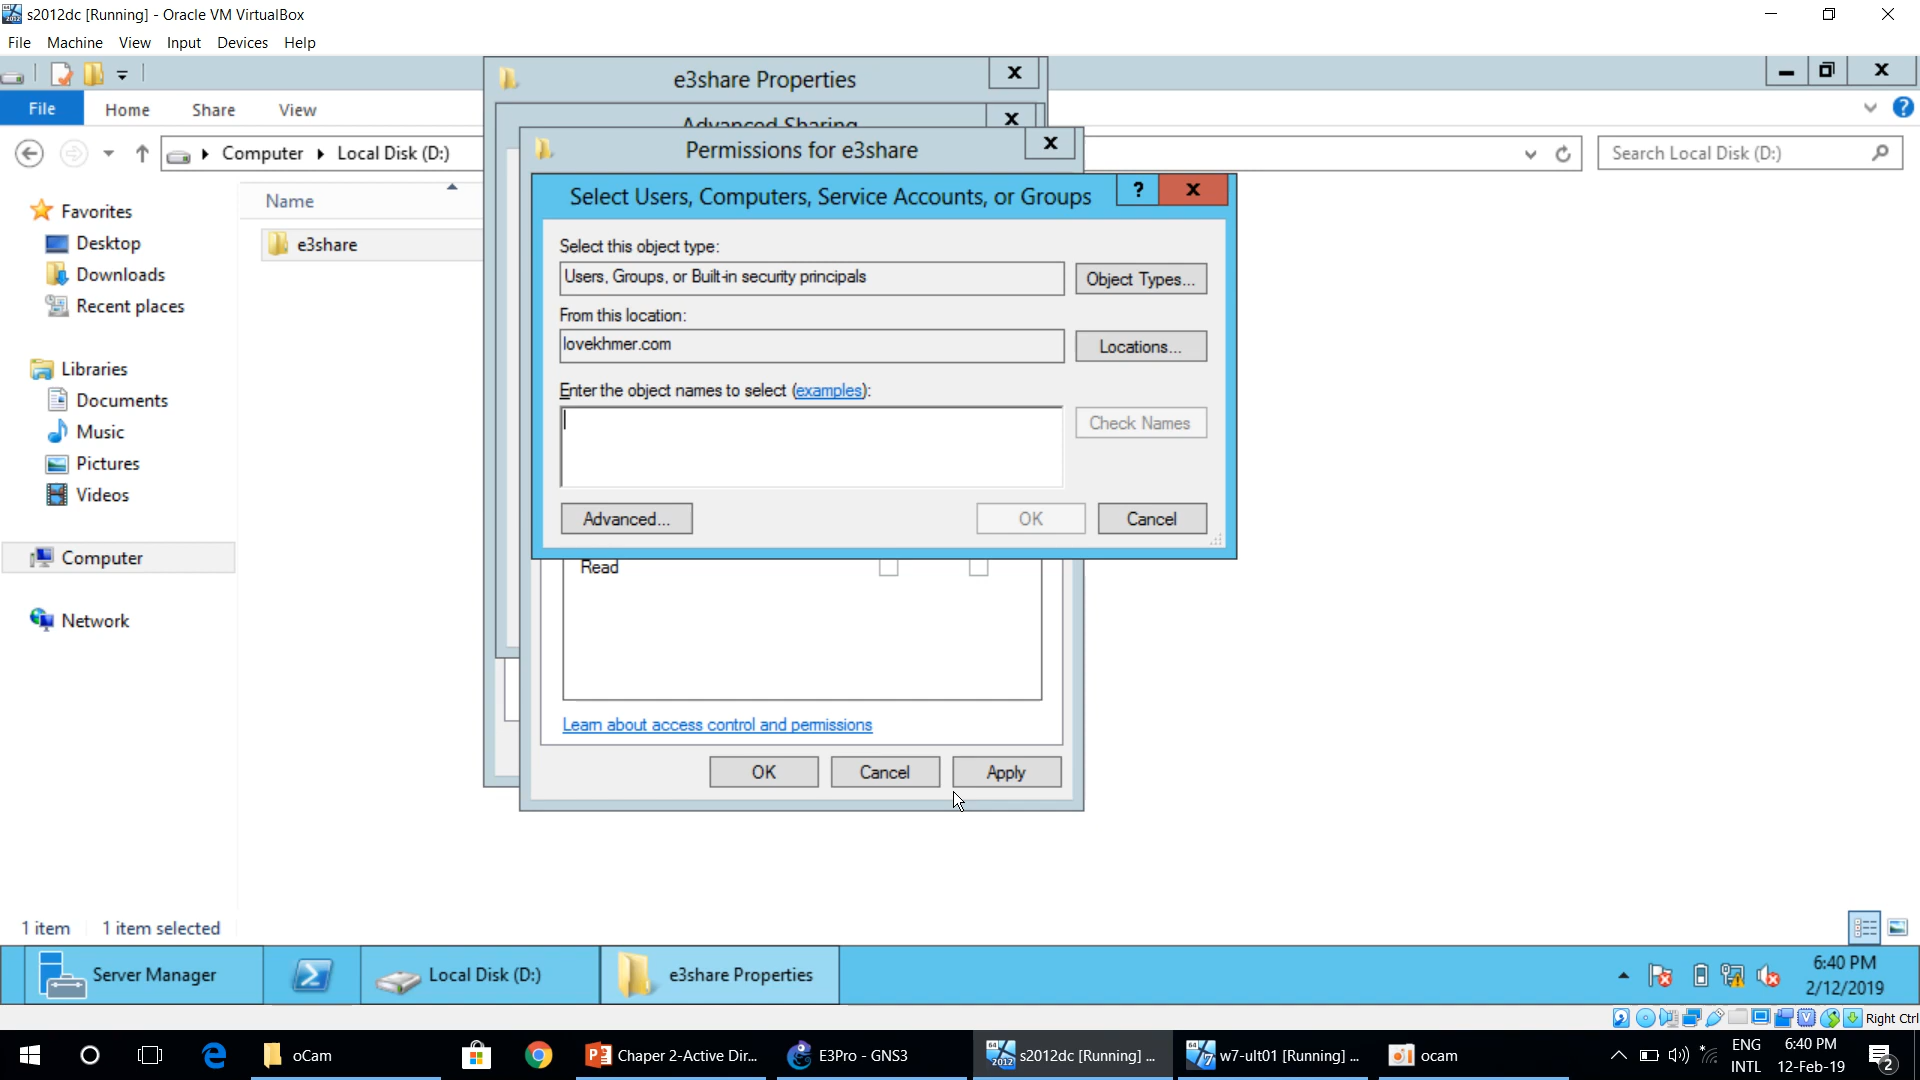 s2012dc [Running] - Oracle VM VirtualBox
File Machine View Input Devices Help
e3share Properties
File Home Share View
Advanced Sharing
Permissions for e3share
Computer Local Disk (D:)
Search Local Disk (D:)
Select Users, Computers, Service Accounts, or Groups
?
Name
Favorites
Desktop
Downloads
Recent places
Libraries
Documents
Music
Pictures
Videos
Computer
Network
e3share
Select this object type:
Users, Groups, or Built-in security principals
Object Types...
From this location:
lovekhmer.com
Locations...
Enter the object names to select (examples):
Check Names
Advanced...
OK
Cancel
Read
Learn about access control and permissions
OK
Cancel
Apply
1 item 1 item selected
Server Manager
Local Disk (D:)
e3share Properties
6:40 PM
2/12/2019
Right Ctrl
oCam
Chaper 2-Active Dir...
E3Pro - GNS3
s2012dc [Running] ...
w7-ult01 [Running] ...
ocam
ENG
INTL
6:40 PM
12-Feb-19
2